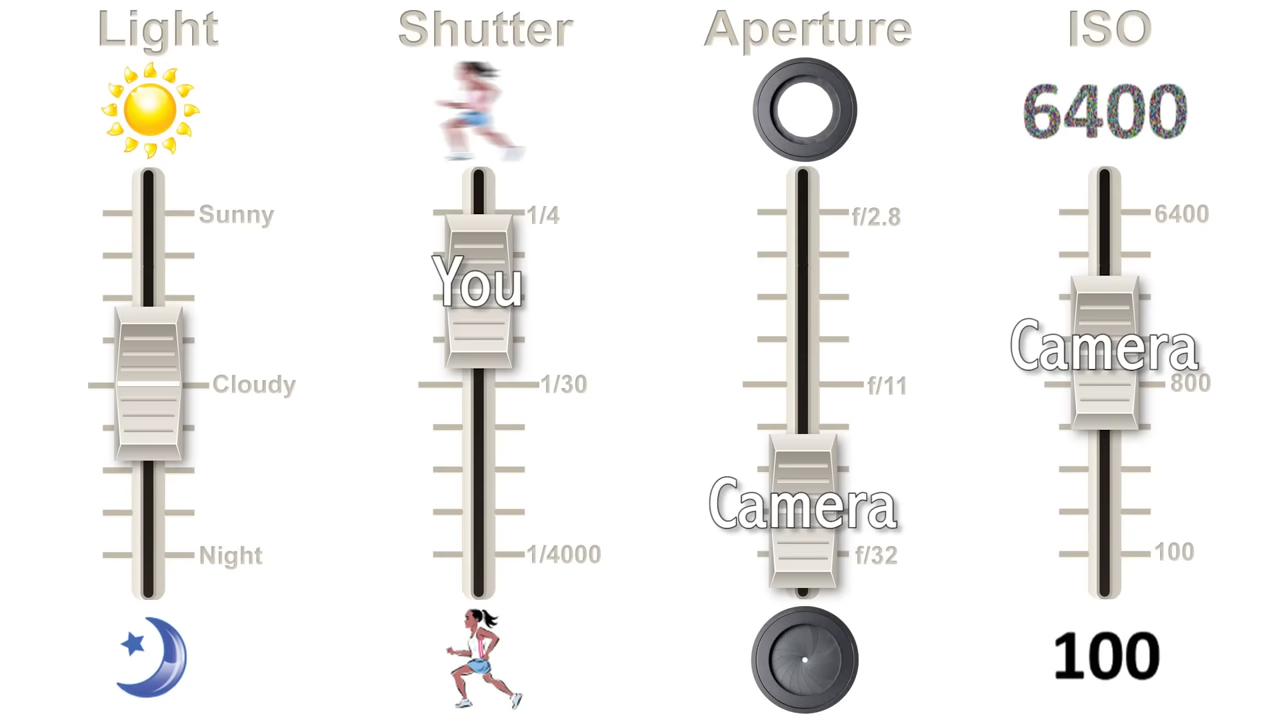 Light Shutter Aperture ISO
6400
Sunny 1/4 f/2.8 6400
You
Camera
Cloudy 1/30 f/11 800
Camera
Night 1/4000 f/32 100
100